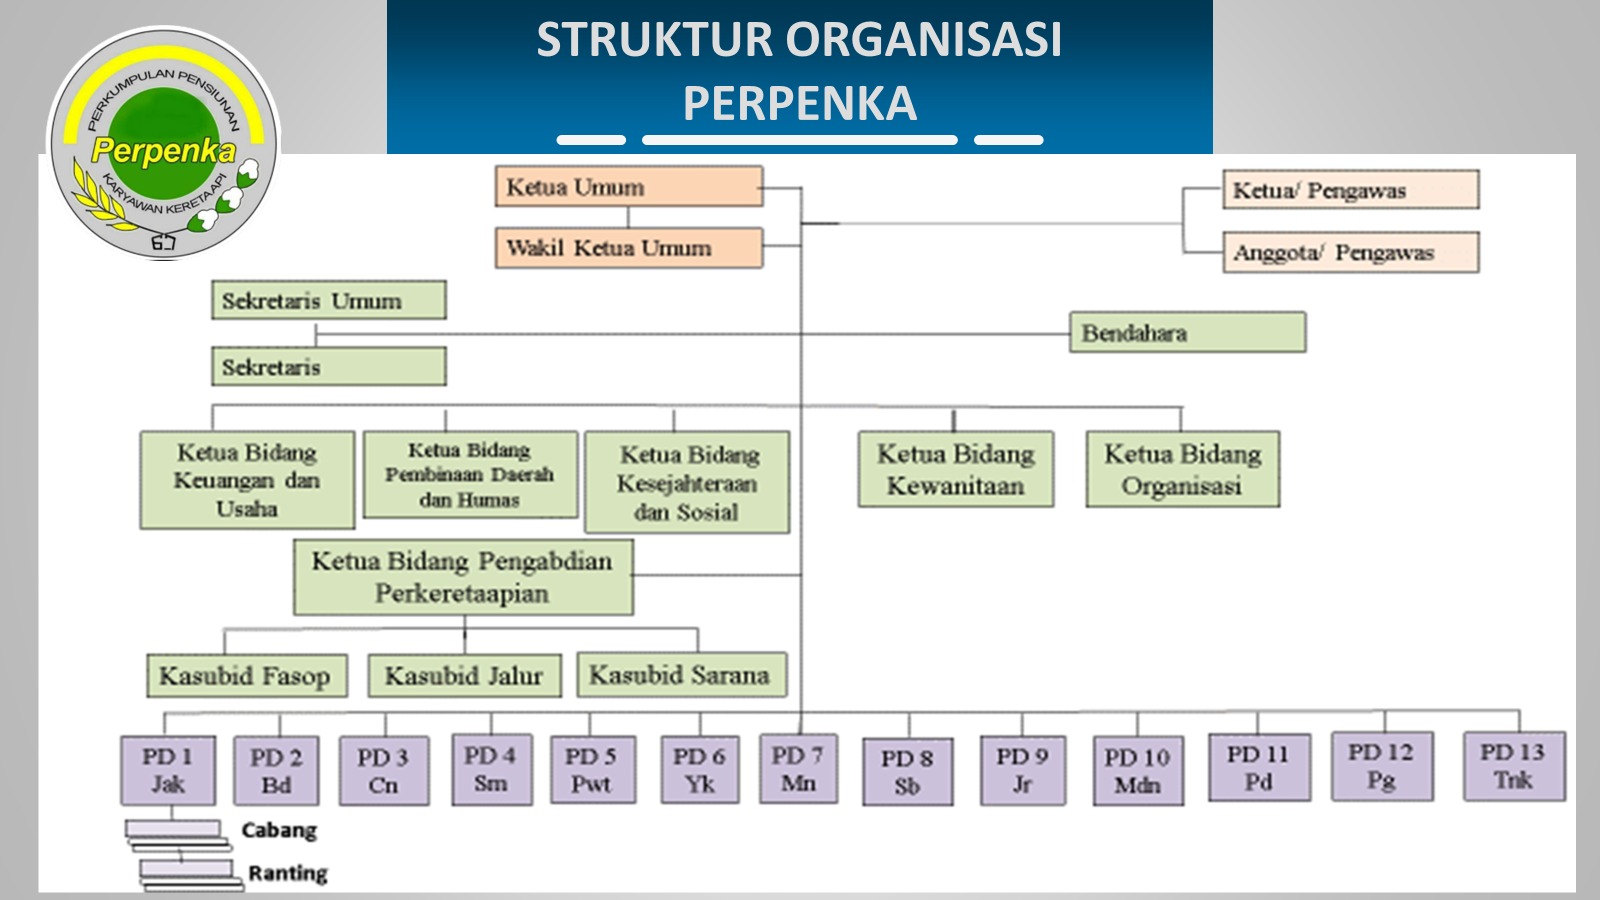 STRUKTUR ORGANISASI
PERPENKA
PERKUMPULAN PENSIUNAN
Perpenka
KARYAWAN KERETA API
67
Ketua Umum
Wakil Ketua Umum
Ketua/ Pengawas
Anggota/ Pengawas
Sekretaris Umum
Sekretaris
Bendahara
Ketua Bidang
Keuangan dan
Usaha
Ketua Bidang
Pembinaan Daerah
dan Humas
Ketua Bidang
Kesejahteraan
dan Sosial
Ketua Bidang
Kewanitaan
Ketua Bidang
Organisasi
Ketua Bidang Pengabdian
Perkeretaapian
Kasubid Fasop
Kasubid Jalur
Kasubid Sarana
PD 1
Jak
PD 2
Bd
PD 3
Cn
PD 4
Sm
PD 5
Pwt
PD 6
Yk
PD 7
Mn
PD 8
Sb
PD 9
Jr
PD 10
Mdn
PD 11
Pd
PD 12
Pg
PD 13
Tnk
Cabang
Ranting